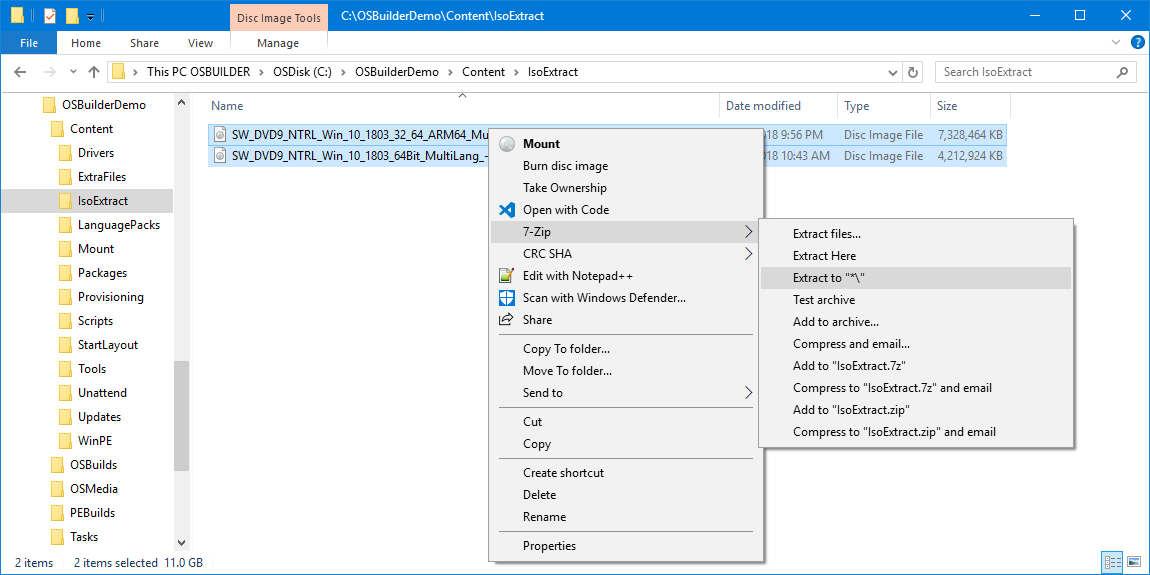 Disc Image Tools
C:\OSBuilderDemo\Content\IsoExtract
File
Home
Share
View
Manage
This PC OSBUILDER > OSDisk (C:) > OSBuilderDemo > Content > IsoExtract
Search IsoExtract
OSBuilderDemo
Content
Drivers
ExtraFiles
IsoExtract
LanguagePacks
Mount
Packages
Provisioning
Scripts
StartLayout
Tools
Unattend
Updates
WinPE
OSBuilds
OSMedia
PEBuilds
Tasks
Name Date modified Type Size
SW_DVD9_NTRL_Win_10_1803_32_64_ARM64_Mu 18 9:56 PM Disc Image File 7,328,464 KB
SW_DVD9_NTRL_Win_10_1803_64Bit_MultiLang_- 018 10:43 AM Disc Image File 4,212,924 KB
Mount
Burn disc image
Take Ownership
Open with Code
7-Zip
CRC SHA
Edit with Notepad++
Scan with Windows Defender...
Share
Copy To folder...
Move To folder...
Send to
Cut
Copy
Create shortcut
Delete
Rename
Properties
Extract files...
Extract Here
Extract to "*\"
Test archive
Add to archive...
Compress and email...
Add to "IsoExtract.7z"
Compress to "IsoExtract.7z" and email
Add to "IsoExtract.zip"
Compress to "IsoExtract.zip" and email
2 items 2 items selected 11.0 GB